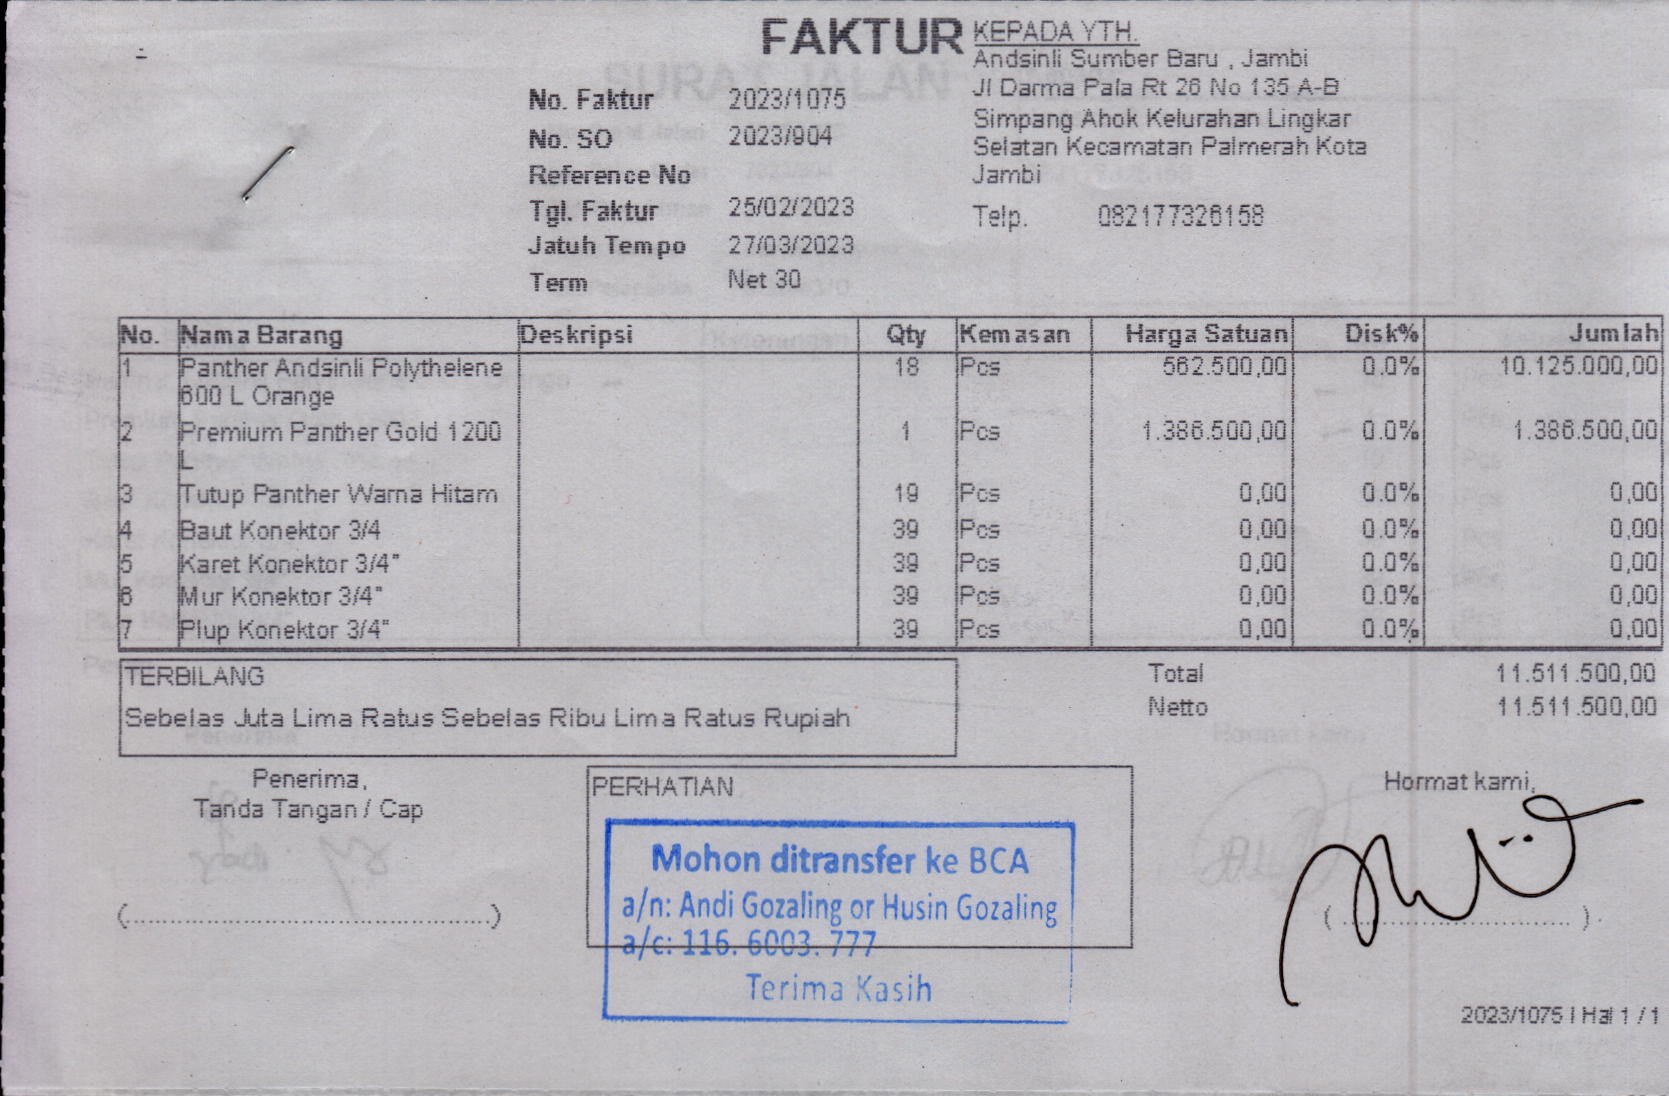 FAKTUR
KEPADA YTH.
Andsinli Sumber Baru , Jambi
Jl Darma Pala Rt 26 No 135 A-B
Simpang Ahok Kelurahan Lingkar
Selatan Kecamatan Palmerah Kota
Jambi
Telp. 082177326158
No. Faktur 2023/1075
No. SO 2023/904
Reference No
Tgl. Faktur 25/02/2023
Jatuh Tempo 27/03/2023
Term Net 30
No. Nama Barang Deskripsi Qty Kemasan Harga Satuan Disk% Jumlah
1 Panther Andsinli Polythelene 18 Pcs 562.500,00 0.0% 10.125.000,00
600 L Orange
2 Premium Panther Gold 1200 1 Pcs 1.386.500,00 0.0% 1.386.500,00
L
3 Tutup Panther Warna Hitam 19 Pcs 0,00 0.0% 0,00
4 Baut Konektor 3/4 39 Pcs 0,00 0.0% 0,00
5 Karet Konektor 3/4" 39 Pcs 0,00 0.0% 0,00
6 Mur Konektor 3/4" 39 Pcs 0,00 0.0% 0,00
7 Plup Konektor 3/4" 39 Pcs 0,00 0.0% 0,00
TERBILANG
Sebelas Juta Lima Ratus Sebelas Ribu Lima Ratus Rupiah
Total 11.511.500,00
Netto 11.511.500,00
Penerima,
Tanda Tangan / Cap
(................................................)
PERHATIAN
Mohon ditransfer ke BCA
a/n: Andi Gozaling or Husin Gozaling
a/c: 116. 6003. 777
Terima Kasih
Hormat kami,
(................................)
2023/1075 | Hal 1 / 1